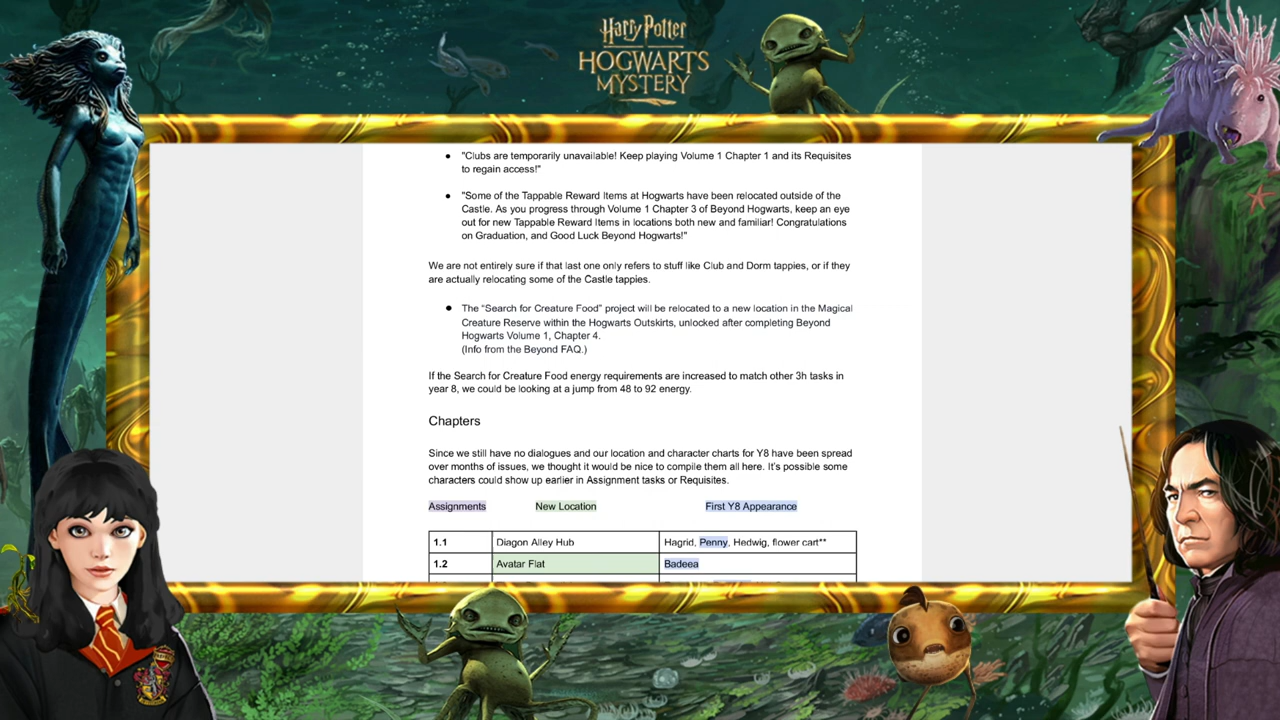 Harry Potter
HOGWARTS
MYSTERY
● "Clubs are temporarily unavailable! Keep playing Volume 1 Chapter 1 and its Requisites
to regain access!"
● "Some of the Tappable Reward Items at Hogwarts have been relocated outside of the
Castle. As you progress through Volume 1 Chapter 3 of Beyond Hogwarts, keep an eye
out for new Tappable Reward Items in locations both new and familiar! Congratulations
on Graduation, and Good Luck Beyond Hogwarts!"
We are not entirely sure if that last one only refers to stuff like Club and Dorm tappies, or if they
are actually relocating some of the Castle tappies.
● The “Search for Creature Food” project will be relocated to a new location in the Magical
Creature Reserve within the Hogwarts Outskirts, unlocked after completing Beyond
Hogwarts Volume 1, Chapter 4.
(Info from the Beyond FAQ.)
If the Search for Creature Food energy requirements are increased to match other 3h tasks in
year 8, we could be looking at a jump from 48 to 92 energy.
Chapters
Since we still have no dialogues and our location and character charts for Y8 have been spread
over months of issues, we thought it would be nice to compile them all here. It's possible some
characters could show up earlier in Assignment tasks or Requisites.
Assignments New Location First Y8 Appearance
1.1 Diagon Alley Hub Hagrid, Penny, Hedwig, flower cart**
1.2 Avatar Flat Badeea